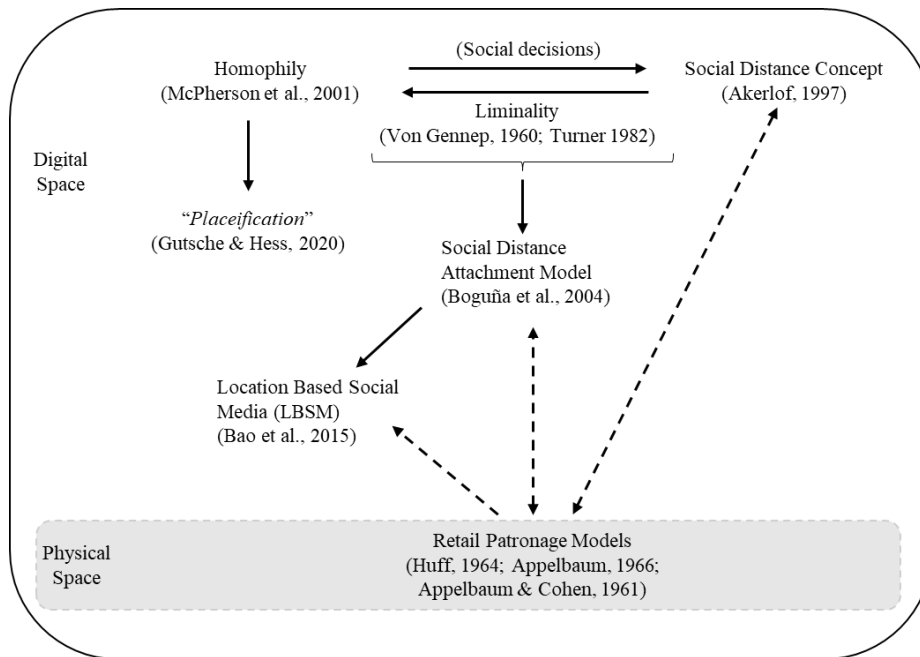 (Social decisions)
Homophily
(McPherson et al., 2001)
Social Distance Concept
(Akerlof, 1997)
Liminality
(Von Gennep, 1960; Turner 1982)
Digital
Space
“Placeification”
(Gutsche & Hess, 2020)
Social Distance
Attachment Model
(Boguña et al., 2004)
Location Based Social
Media (LBSM)
(Bao et al., 2015)
Physical
Space
Retail Patronage Models
(Huff, 1964; Appelbaum, 1966;
Appelbaum & Cohen, 1961)